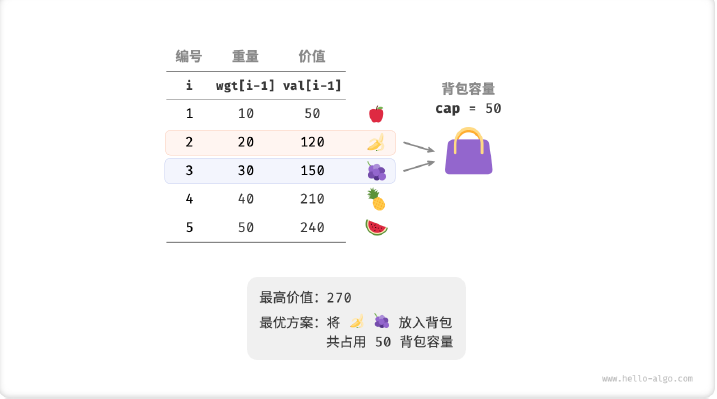 编号 重量 价值
i wgt[i-1] val[i-1]
1 10 50
2 20 120
3 30 150
4 40 210
5 50 240
背包容量
cap = 50
最高价值：270
最优方案：将 放入背包
共占用 50 背包容量
www.hello-algo.com